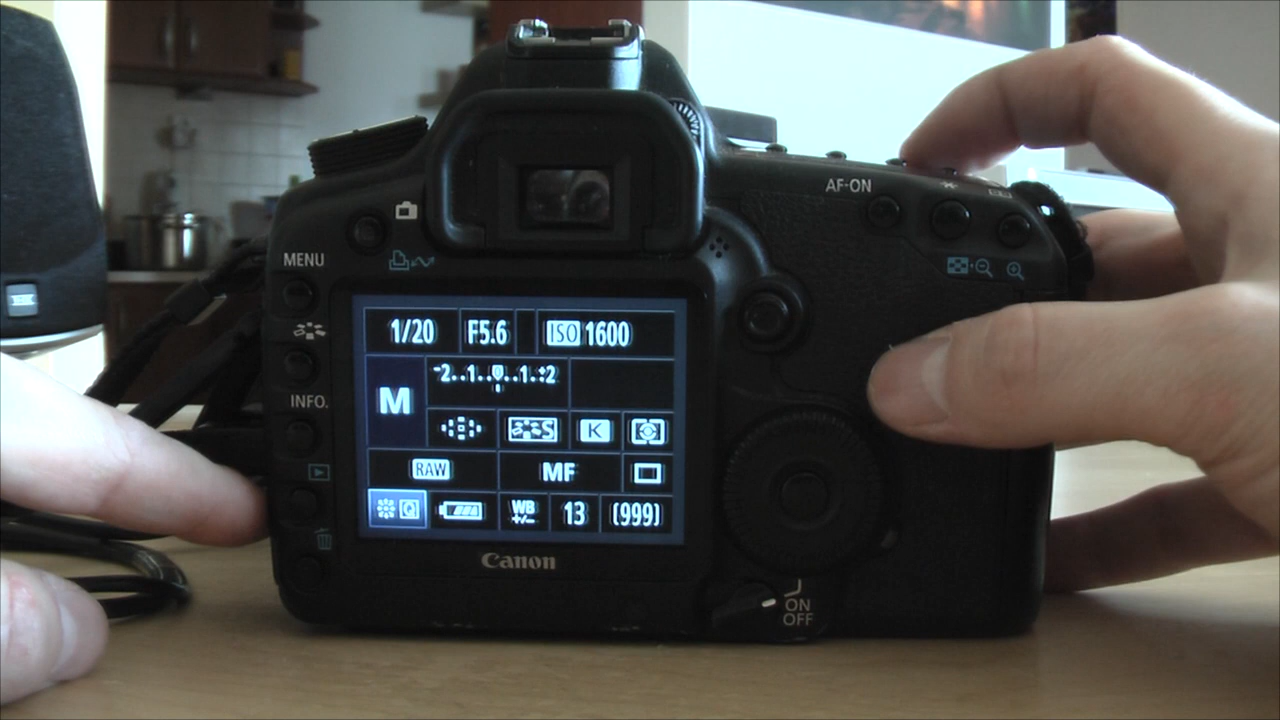 AF-ON
MENU
1/20 F5.6 ISO 1600
-2..1..0..1..+2
INFO.
M
S K
RAW MF
Q WB +/- 13 [999]
Canon
ON
OFF